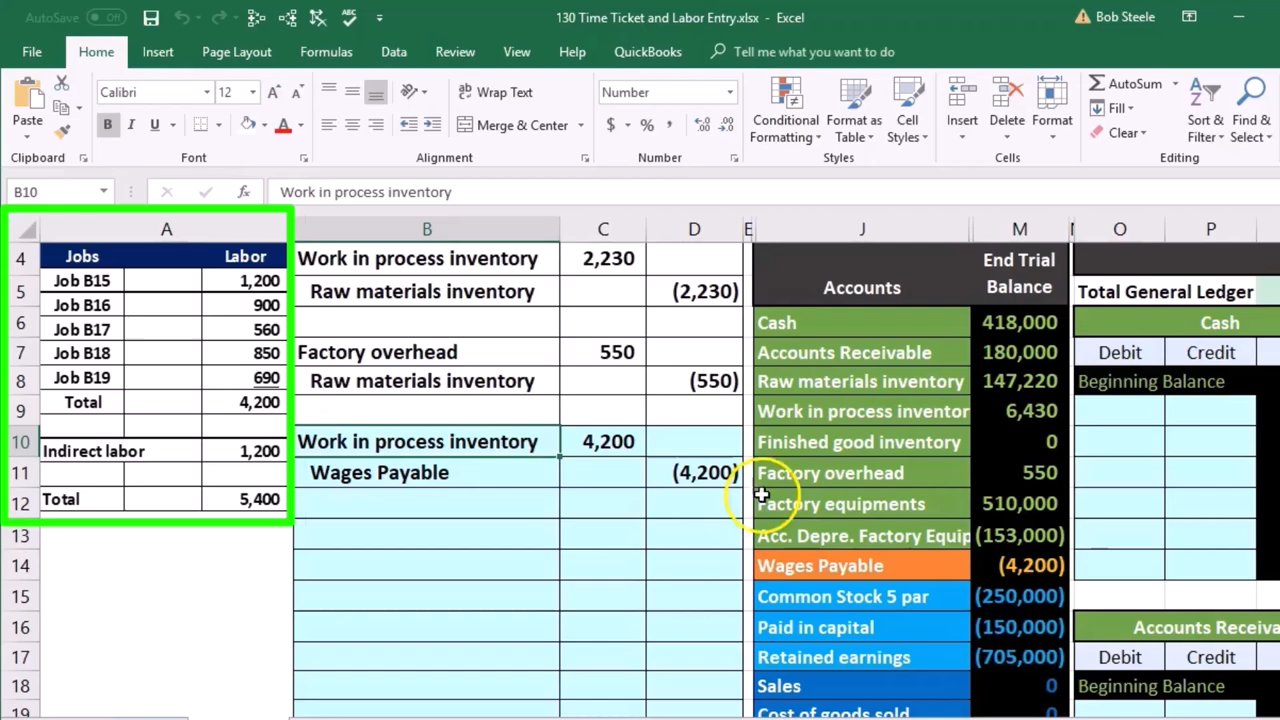 AutoSave Off 130 Time Ticket and Labor Entry.xlsx - Excel Bob Steele
File Home Insert Page Layout Formulas Data Review View Help QuickBooks Tell me what you want to do
Paste
Clipboard
Calibri 12 A A
B I U A
Font
ab Wrap Text
Merge & Center
Alignment
Number
$ % , .00 .0
Number
Conditional Formatting
Format as Table
Cell Styles
Styles
Insert Delete Format
Cells
AutoSum
Fill
Clear
Sort & Filter
Find & Select
Editing
B10 fx Work in process inventory
A B C D E J M O P
4 5 6 7 8 9 10 11 12 13 14 15 16 17 18 19
Jobs Labor
Job B15 1,200
Job B16 900
Job B17 560
Job B18 850
Job B19 690
Total 4,200
Indirect labor 1,200
Total 5,400
Work in process inventory 2,230
Raw materials inventory (2,230)
Factory overhead 550
Raw materials inventory (550)
Work in process inventory 4,200
Wages Payable (4,200)
Accounts End Trial Balance
Cash 418,000
Accounts Receivable 180,000
Raw materials inventory 147,220
Work in process inventor 6,430
Finished good inventory 0
Factory overhead 550
Factory equipments 510,000
Acc. Depre. Factory Equip (153,000)
Wages Payable (4,200)
Common Stock 5 par (250,000)
Paid in capital (150,000)
Retained earnings (705,000)
Sales 0
Cost of goods sold 0
Total General Ledger
Cash
Debit Credit
Beginning Balance
Accounts Receiva
Debit Credit
Beginning Balance